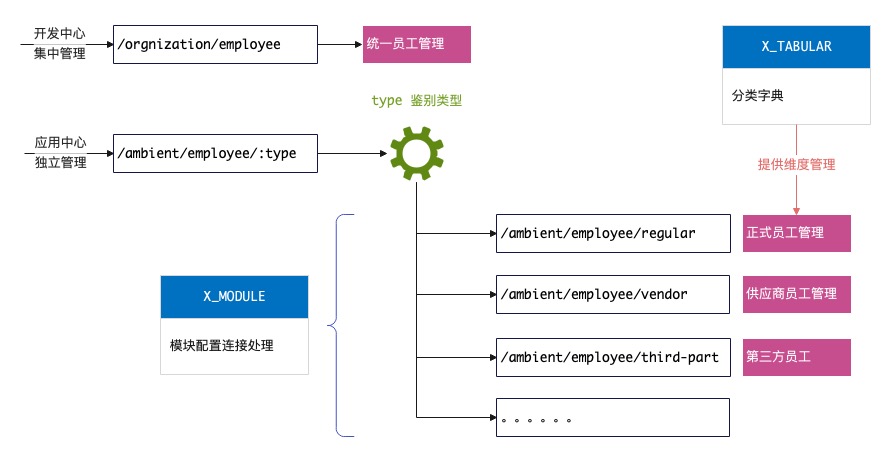 开发中心
集中管理
/orgnization/employee
统一员工管理
X_TABULAR
分类字典
type 鉴别类型
应用中心
独立管理
/ambient/employee/:type
提供维度管理
/ambient/employee/regular
正式员工管理
X_MODULE
模块配置连接处理
/ambient/employee/vendor
供应商员工管理
/ambient/employee/third-part
第三方员工
。。。。。。